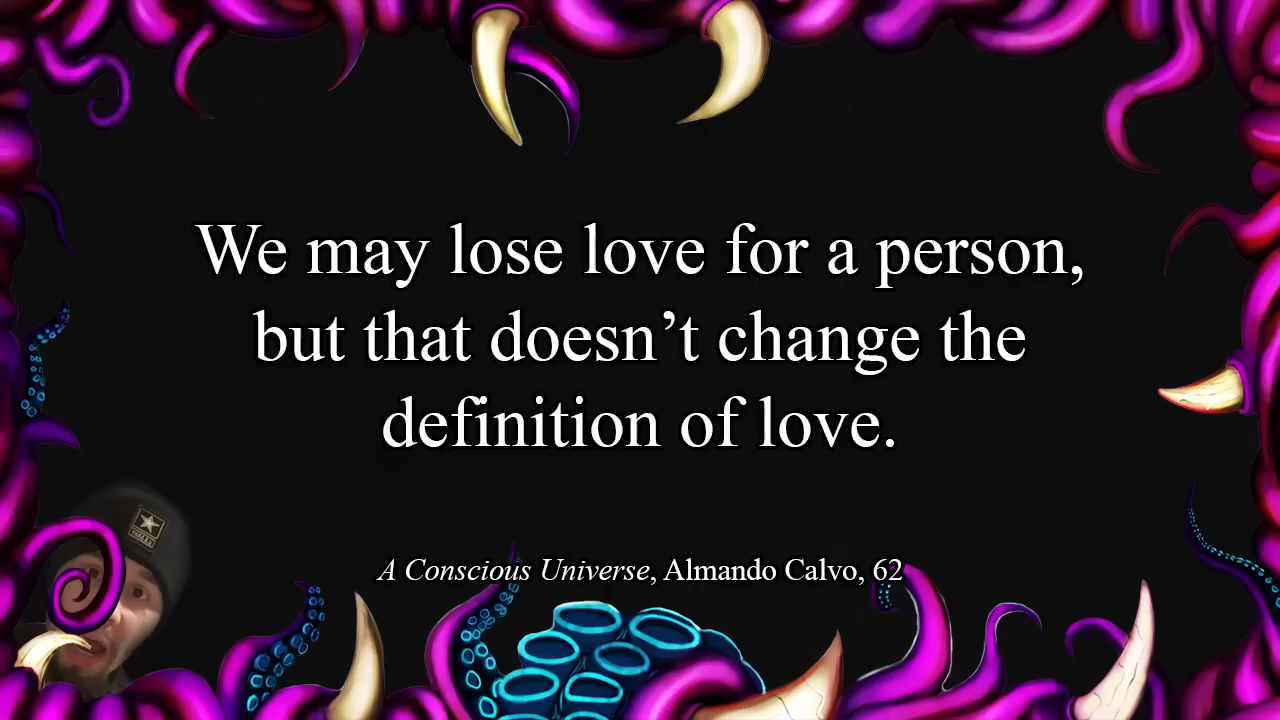 We may lose love for a person,
but that doesn’t change the
definition of love.
A Conscious Universe, Almando Calvo, 62